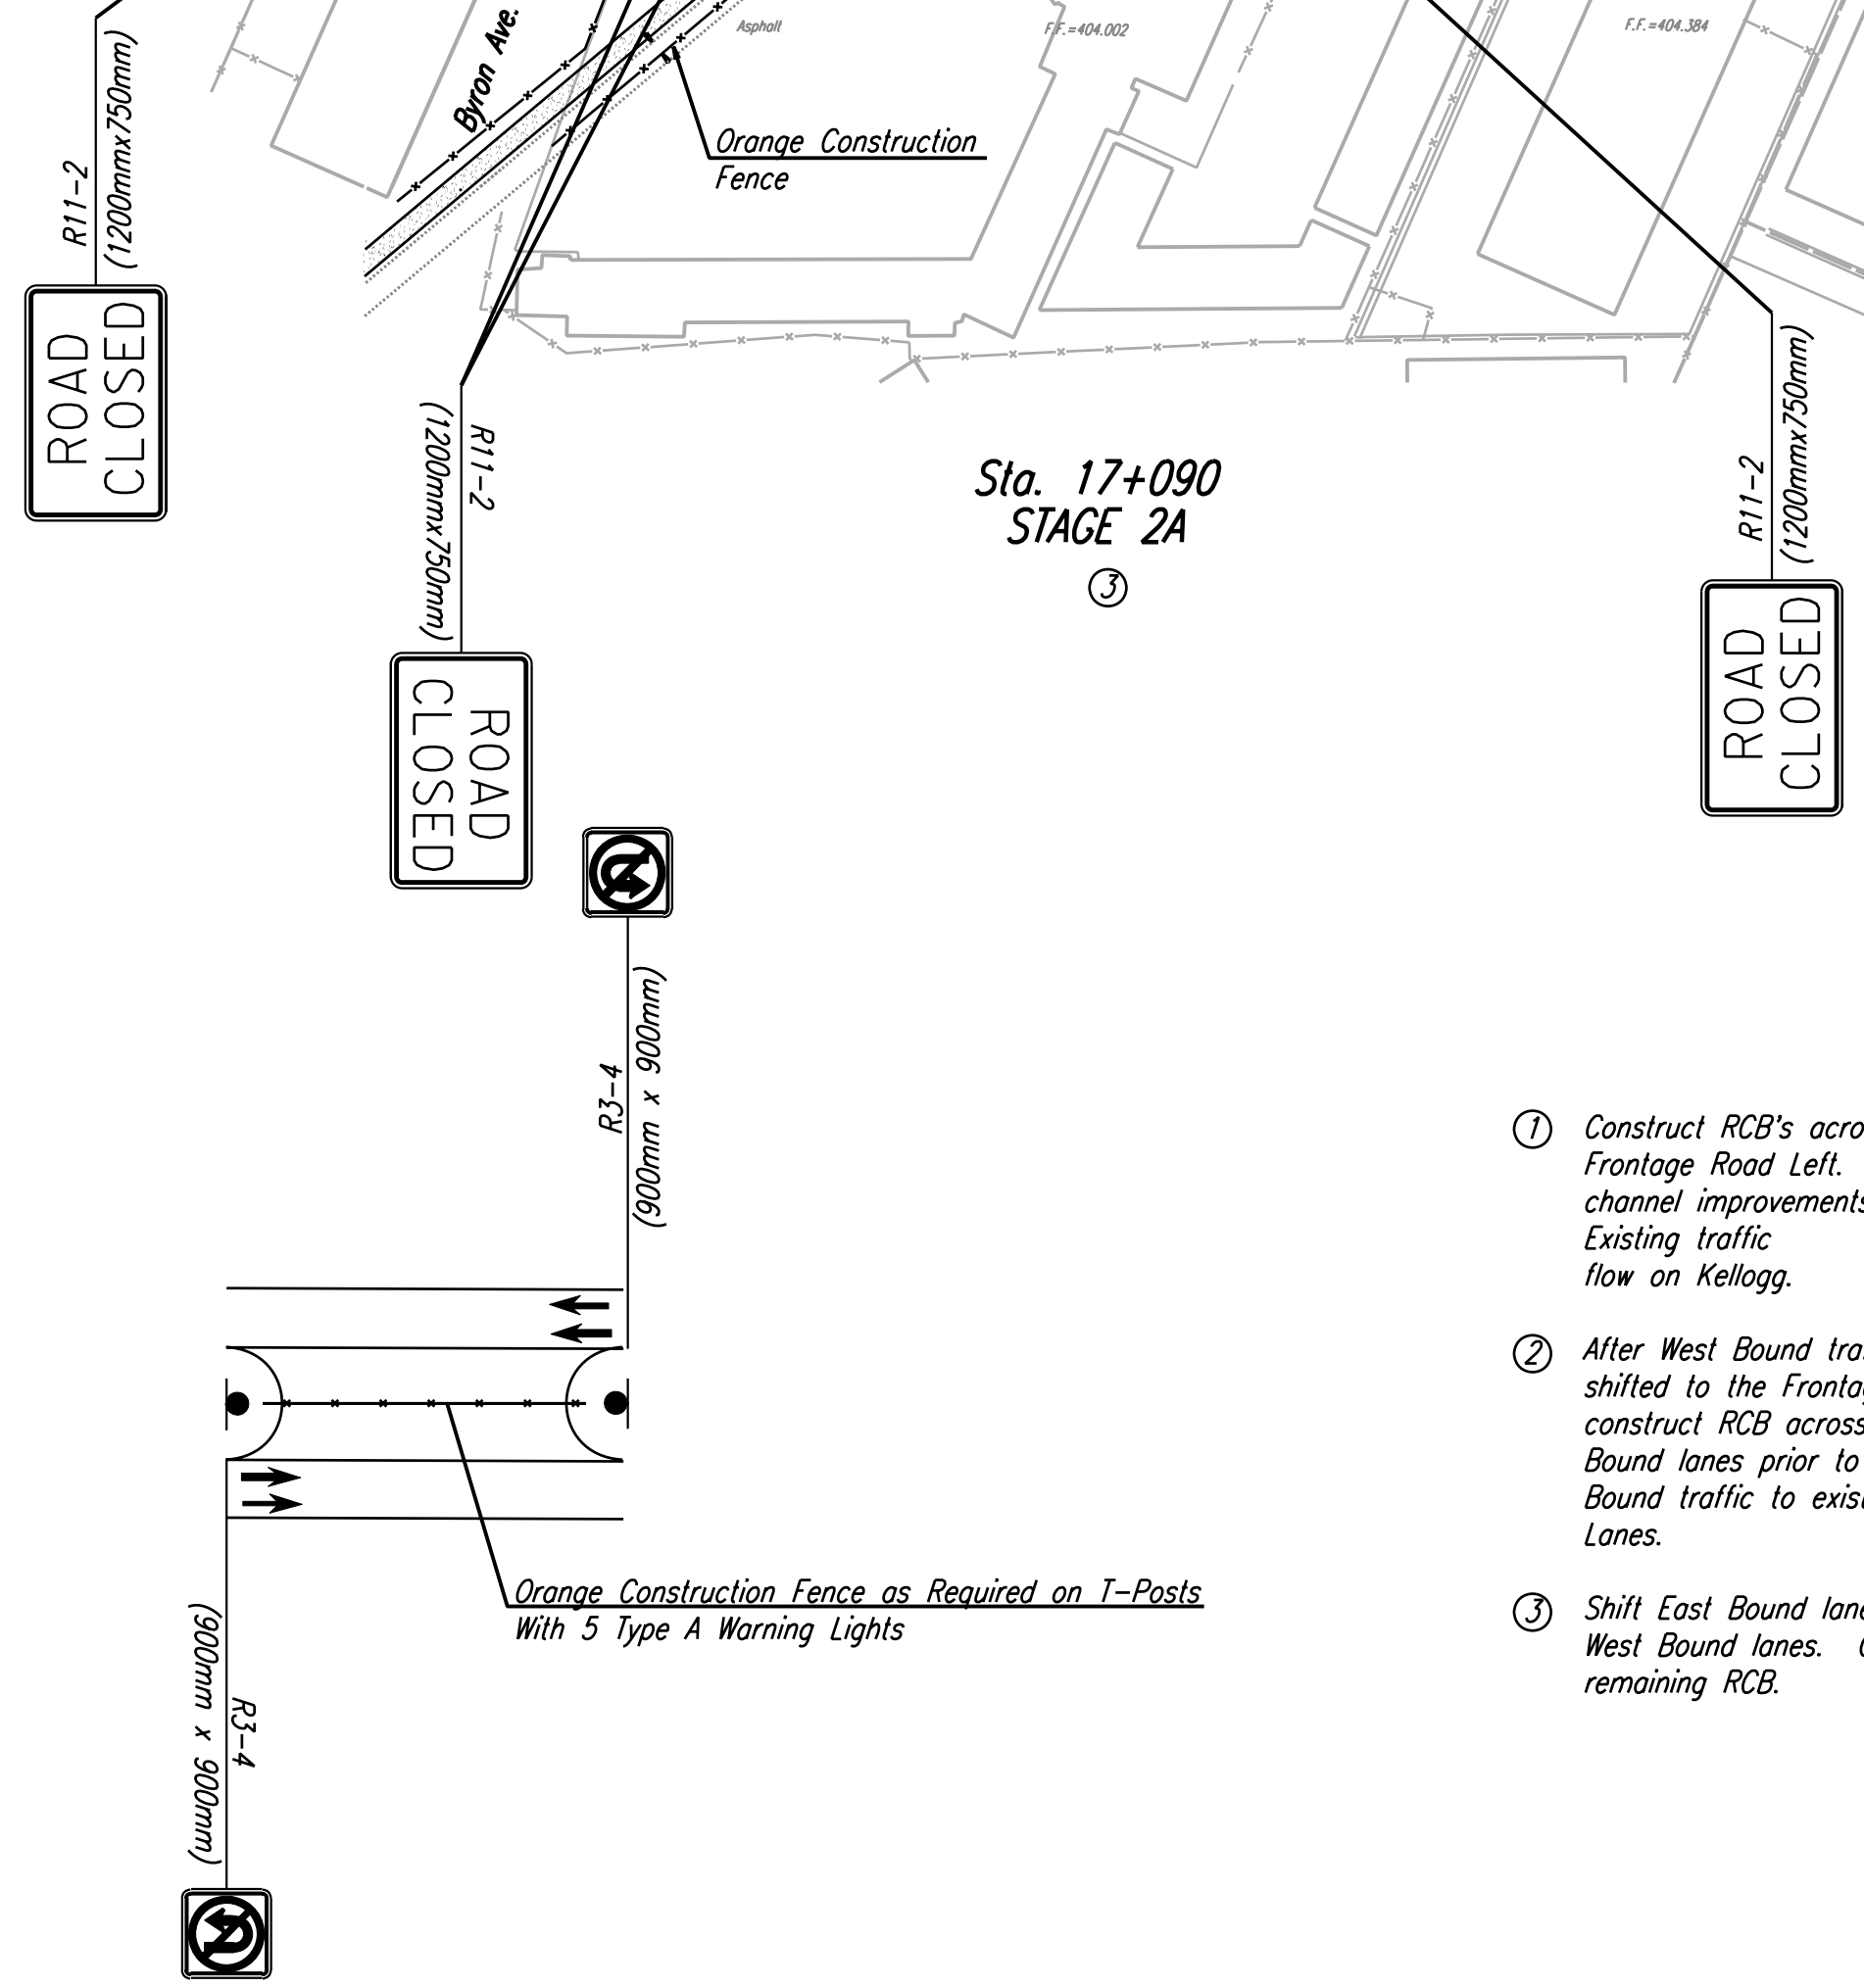 Asphalt
F.F.=404.002
F.F.=404.384
Byron Ave.
Orange Construction
Fence
R11-2
(1200mmx750mm)
ROAD
CLOSED
R11-2
(1200mmx750mm)
ROAD
CLOSED
Sta. 17+090
STAGE 2A
3
R11-2
(1200mmx750mm)
ROAD
CLOSED
R3-4
(900mm x 900mm)
1 Construct RCB's
Frontage Road Left.
channel improvements
Existing traffic
flow on Kellogg.
2 After West Bound
shifted to the
construct RCB across
Bound lanes prior to
Bound traffic to
Lanes.
3 Shift East Bound
West Bound lanes.
remaining RCB.
Orange Construction Fence as Required on T-Posts
With 5 Type A Warning Lights
R3-4
(900mm x 900mm)